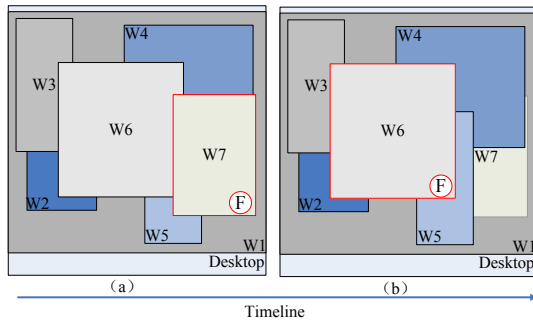 W4
W3
W6
W7
W2
F
W5
W1
Desktop
（a）
W4
W3
W6
W7
F
W2
W5
W1
Desktop
（b）
Timeline